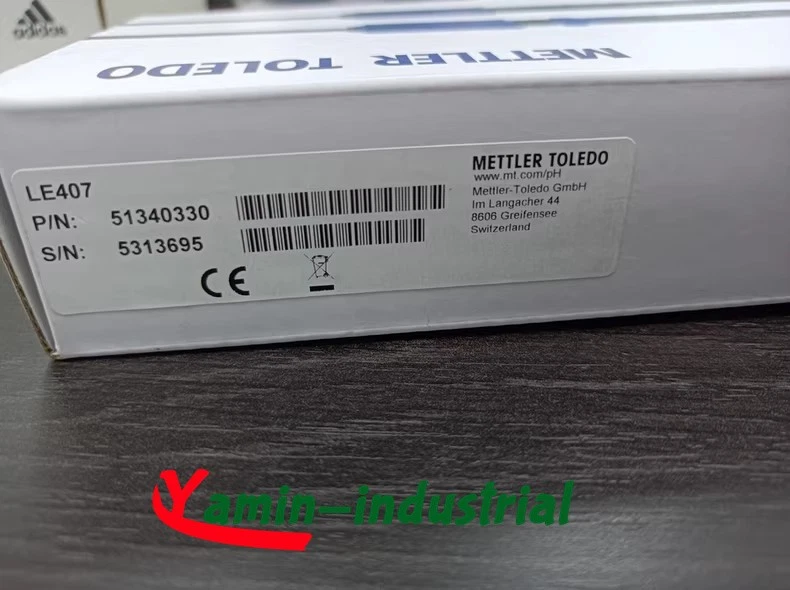 adidas
METTLER TOLEDO
LE407
P/N: 51340330
S/N: 5313695
CE
METTLER TOLEDO
www.mt.com/pH
Mettler-Toledo GmbH
Im Langacher 44
8606 Greifensee
Switzerland
Yamin-industrial